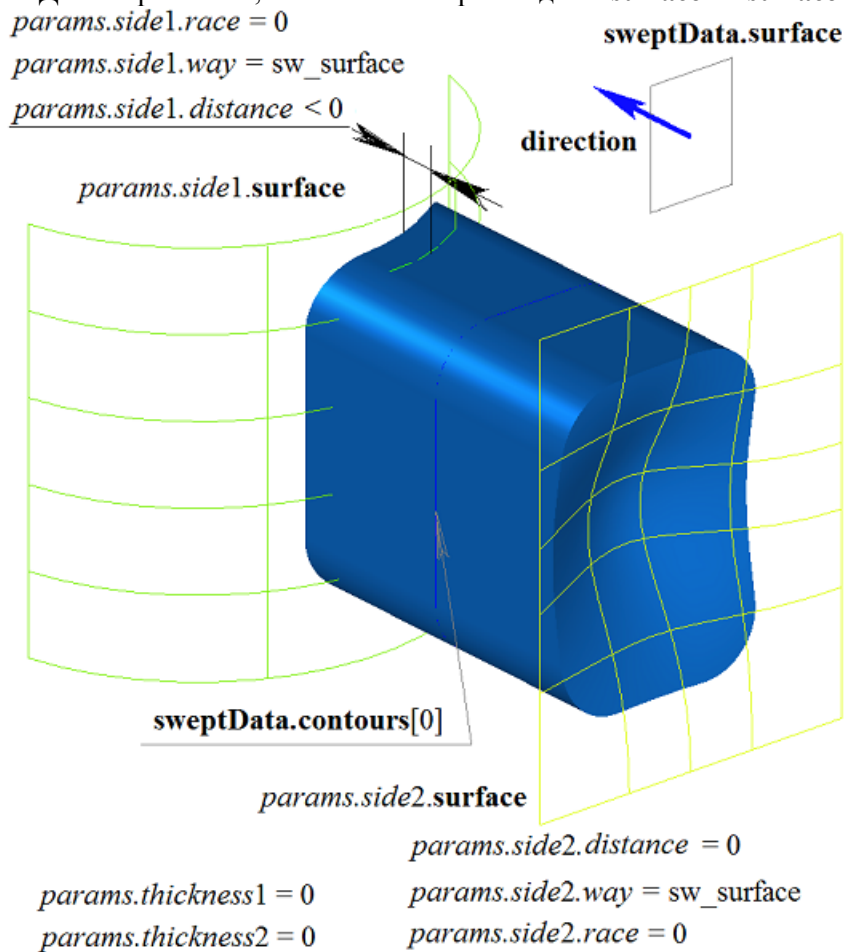 params.side1.race = 0
params.side1.way = sw_surface
params.side1.distance < 0
sweptData.surface
direction
params.side1.surface
sweptData.contours[0]
params.side2.surface
params.side2.distance = 0
params.thickness1 = 0
params.side2.way = sw_surface
params.thickness2 = 0
params.side2.race = 0